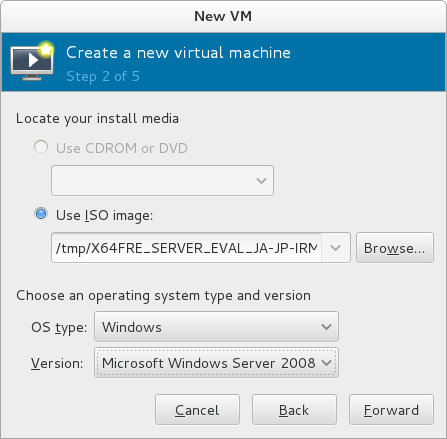 New VM
Create a new virtual machine
Step 2 of 5
Locate your install media
Use CDROM or DVD
Use ISO image:
/tmp/X64FRE_SERVER_EVAL_JA-JP-IRM
Browse...
Choose an operating system type and version
OS type: Windows
Version: Microsoft Windows Server 2008
Cancel Back Forward